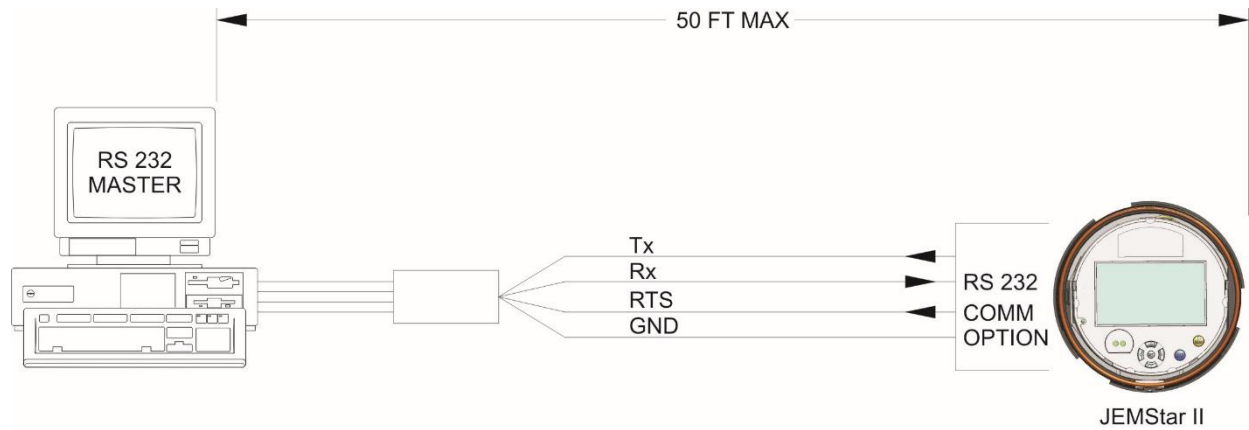 50 FT MAX
RS 232
MASTER
Tx
Rx
RTS
GND
RS 232
COMM
OPTION
JEMStar II